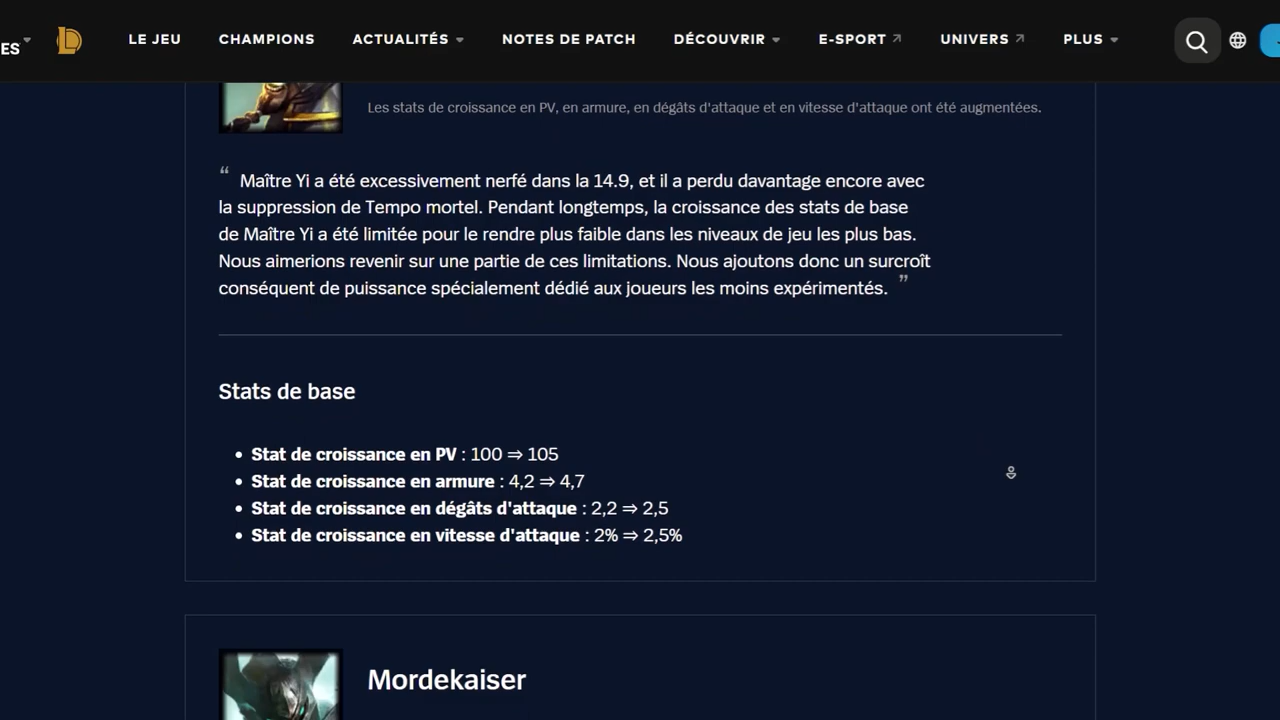 ES
LE JEU CHAMPIONS ACTUALITÉS NOTES DE PATCH DÉCOUVRIR E-SPORT UNIVERS PLUS
Les stats de croissance en PV, en armure, en dégâts d'attaque et en vitesse d'attaque ont été augmentées.
“ Maître Yi a été excessivement nerfé dans la 14.9, et il a perdu davantage encore avec
la suppression de Tempo mortel. Pendant longtemps, la croissance des stats de base
de Maître Yi a été limitée pour le rendre plus faible dans les niveaux de jeu les plus bas.
Nous aimerions revenir sur une partie de ces limitations. Nous ajoutons donc un surcroît
conséquent de puissance spécialement dédié aux joueurs les moins expérimentés. ”
Stats de base
• Stat de croissance en PV : 100 ⇒ 105
• Stat de croissance en armure : 4,2 ⇒ 4,7
• Stat de croissance en dégâts d'attaque : 2,2 ⇒ 2,5
• Stat de croissance en vitesse d'attaque : 2% ⇒ 2,5%
Mordekaiser